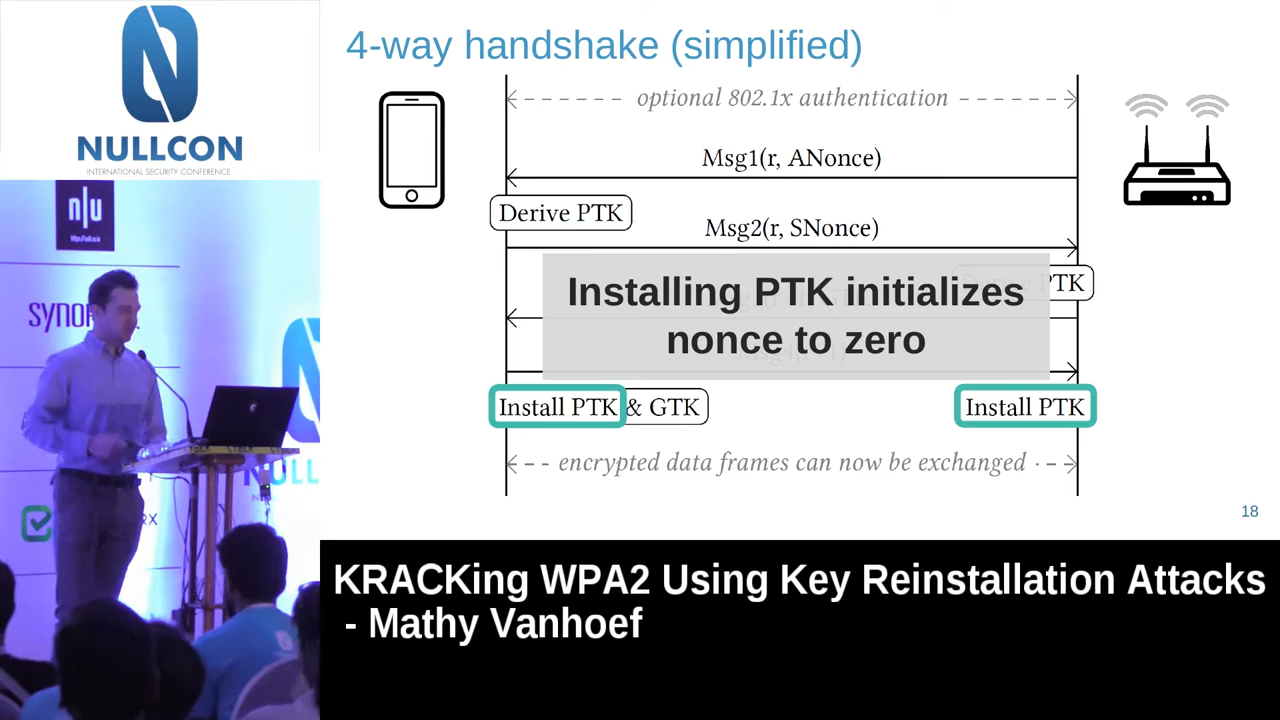 NULLCON
INTERNATIONAL SECURITY CONFERENCE
n|u
SYNO
4-way handshake (simplified)
optional 802.1x authentication
Msg1(r, ANonce)
Derive PTK
Msg2(r, SNonce)
PTK
Installing PTK initializes
nonce to zero
Install PTK & GTK
Install PTK
encrypted data frames can now be exchanged
18
KRACKing WPA2 Using Key Reinstallation Attacks
- Mathy Vanhoef